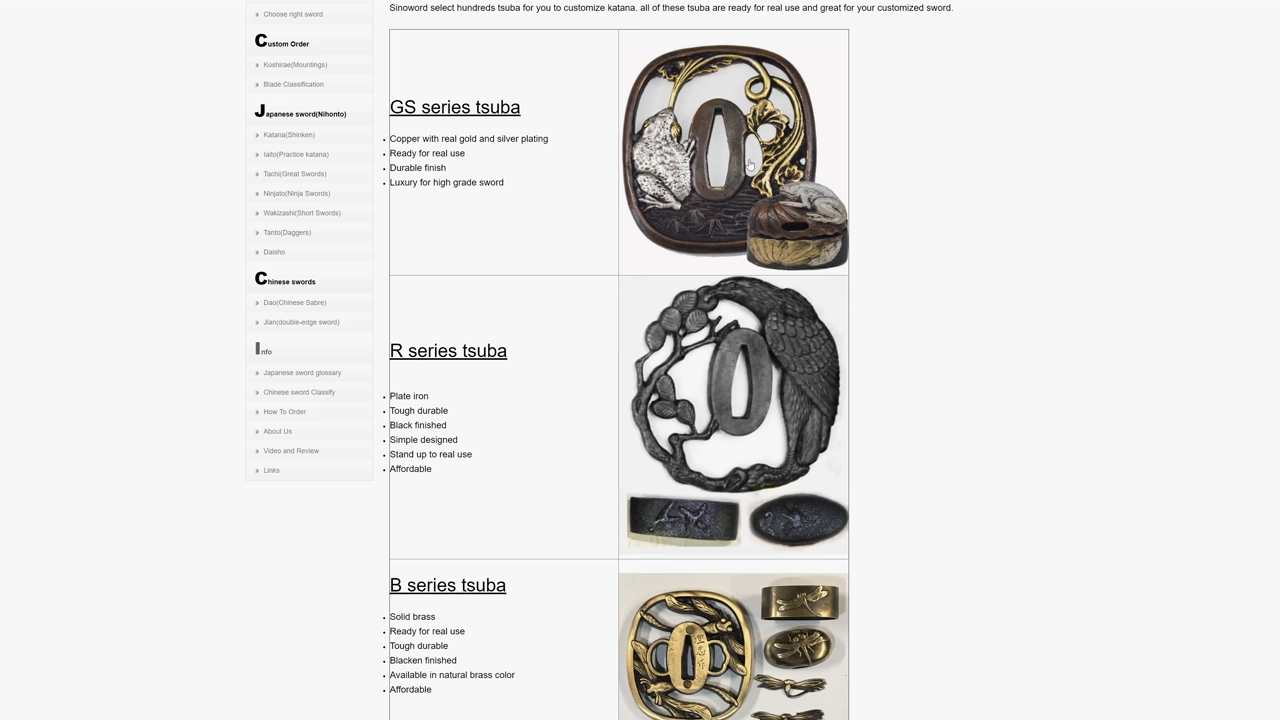 Choose right sword
Custom Order
Koshirae(Mountings)
Blade Classification
Japanese sword(Nihonto)
Katana(Shinken)
Iaito(Practice katana)
Tachi(Great Swords)
Ninjato(Ninja Swords)
Wakizashi(Short Swords)
Tanto(Daggers)
Daisho
Chinese swords
Dao(Chinese Sabre)
Jian(double-edge sword)
Info
Japanese sword glossary
Chinese sword Classify
How To Order
About Us
Video and Review
Links
Sinoword select hundreds tsuba for you to customize katana. all of these tsuba are ready for real use and great for your customized sword.
GS series tsuba
Copper with real gold and silver plating
Ready for real use
Durable finish
Luxury for high grade sword
R series tsuba
Plate iron
Tough durable
Black finished
Simple designed
Stand up to real use
Affordable
B series tsuba
Solid brass
Ready for real use
Tough durable
Blacken finished
Available in natural brass color
Affordable